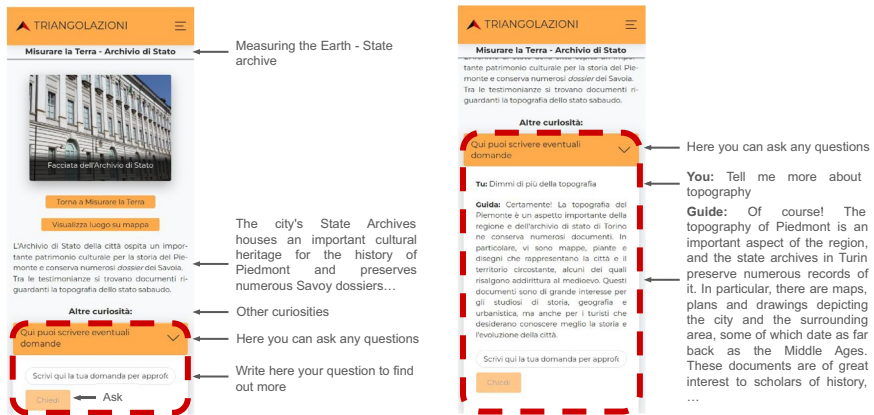 TRIANGOLAZIONI
Misurare la Terra - Archivio di Stato
Facciata dell'Archivio di Stato
Torna a Misurare la Terra
Visualizza luogo su mappa
L'Archivio di Stato della città ospita un impor-
tante patrimonio culturale per la storia del Pie-
monte e conserva numerosi dossier dei Savoia.
Tra le testimonianze si trovano documenti ri-
guardanti la topografia dello stato sabaudo.
Altre curiosità:
Qui puoi scrivere eventuali
domande
Scrivi qui la tua domanda per approfo
Chiedi
Measuring the Earth - State
archive
The city's State Archives
houses an important cultural
heritage for the history of
Piedmont and preserves
numerous Savoy dossiers…
Other curiosities
Here you can ask any questions
Write here your question to find
out more
Ask
TRIANGOLAZIONI
Misurare la Terra - Archivio di Stato
tante patrimonio culturale per la storia del Pie-
monte e conserva numerosi dossier dei Savoia.
Tra le testimonianze si trovano documenti ri-
guardanti la topografia dello stato sabaudo.
Altre curiosità:
Qui puoi scrivere eventuali
domande
Tu: Dimmi di più della topografia
Guida: Certamente! La topografia del
Piemonte è un aspetto importante della
regione e dell'archivio di stato di Torino
ne conserva numerosi documenti. In
particolare, vi sono mappe, piante e
disegni che rappresentano la città e il
territorio circostante, alcuni dei quali
risalgono addirittura al medioevo. Questi
documenti sono di grande interesse per
gli studiosi di storia, geografia e
urbanistica, ma anche per i turisti che
desiderano conoscere meglio la storia e
l'evoluzione della città.
Scrivi qui la tua domanda per approfo
Chiedi
Here you can ask any questions
You: Tell me more about
topography
Guide: Of course! The
topography of Piedmont is an
important aspect of the region,
and the state archives in Turin
preserve numerous records of
it. In particular, there are maps,
plans and drawings depicting
the city and the surrounding
area, some of which date as far
back as the Middle Ages.
These documents are of great
interest to scholars of history,
…